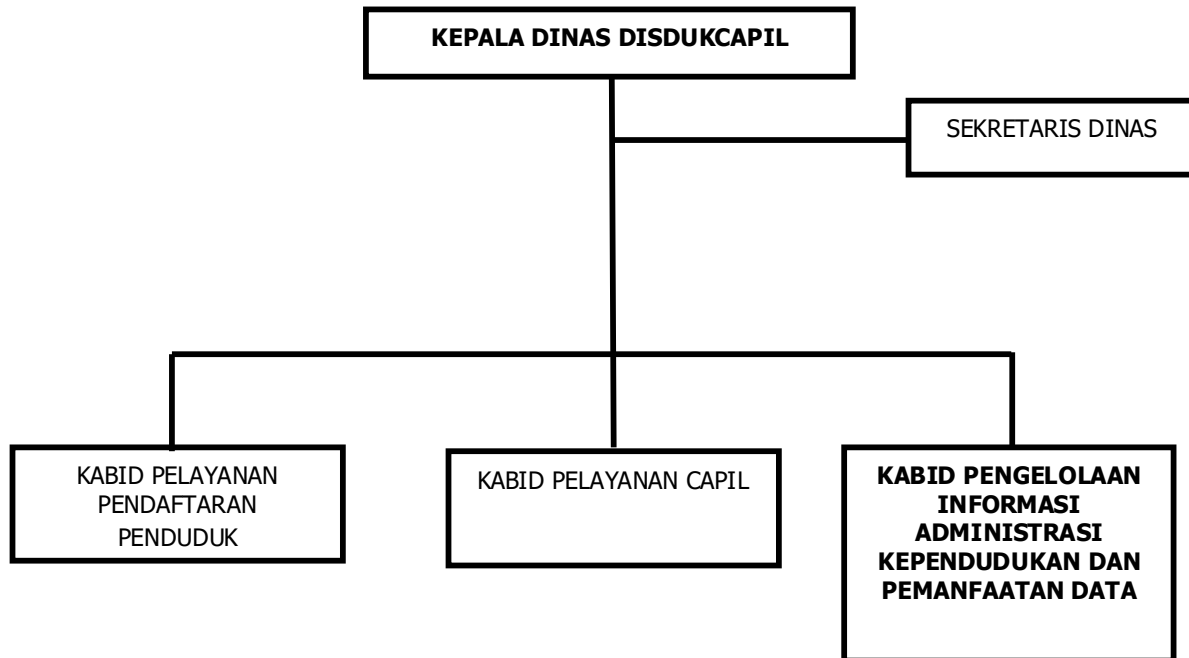 KEPALA DINAS DISDUKCAPIL
SEKRETARIS DINAS
KABID PELAYANAN
PENDAFTARAN
PENDUDUK
KABID PELAYANAN CAPIL
KABID PENGELOLAAN
INFORMASI
ADMINISTRASI
KEPENDUDUKAN DAN
PEMANFAATAN DATA